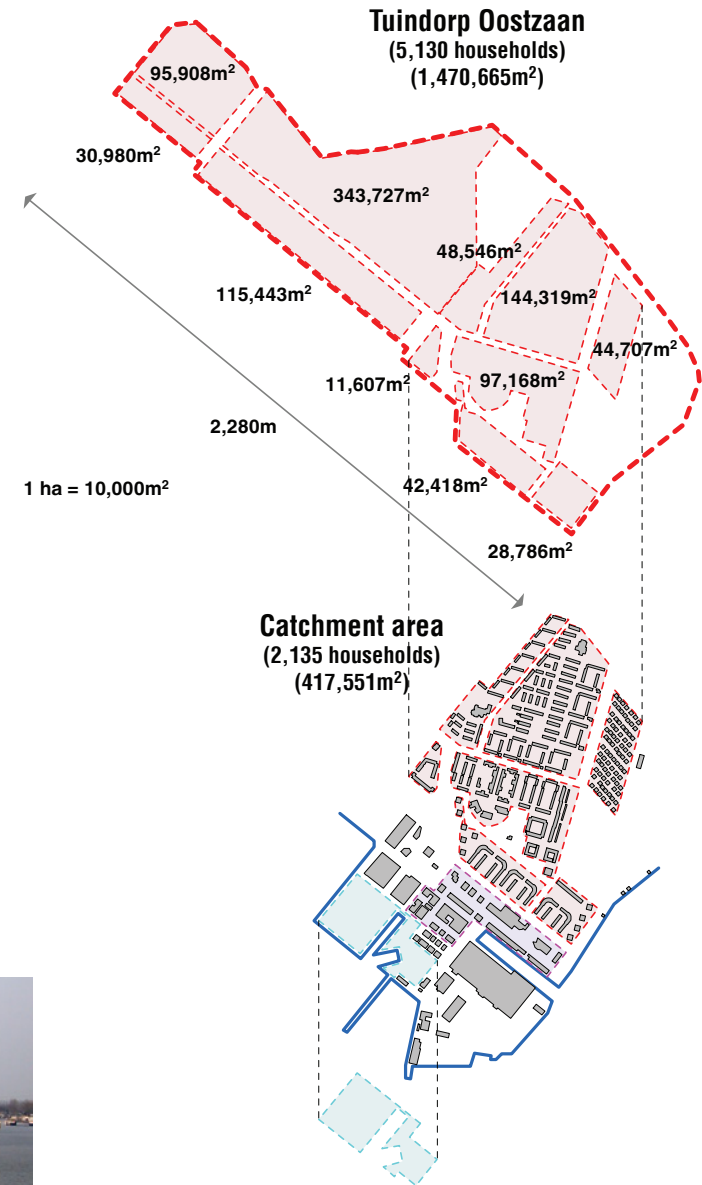 Tuindorp Oostzaan
(5,130 households)
(1,470,665m²)
95,908m²
30,980m²
343,727m²
48,546m²
115,443m²
144,319m²
44,707m²
11,607m²
97,168m²
2,280m
42,418m²
1 ha = 10,000m²
28,786m²
Catchment area
(2,135 households)
(417,551m²)